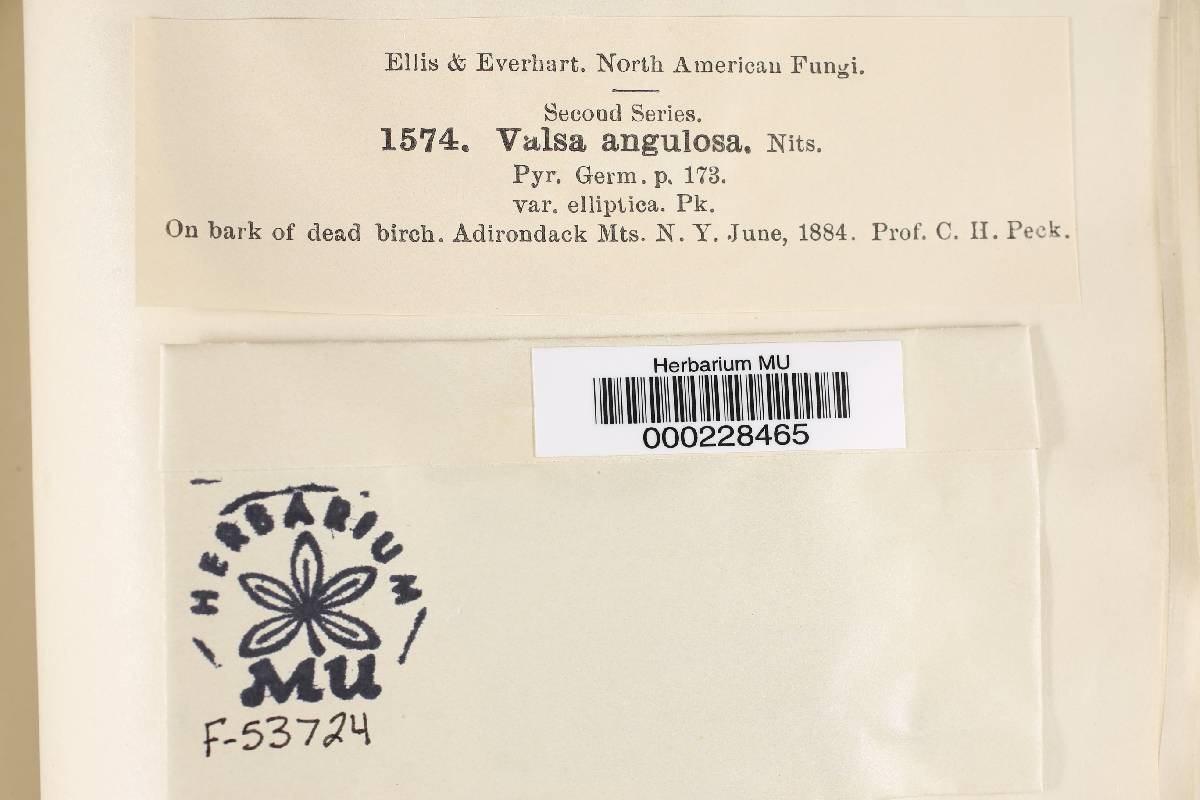 Ellis & Everhart. North American Fungi.
Second Series.
1574. Valsa angulosa. Nits.
Pyr. Germ. p. 173.
var. elliptica. Pk.
On bark of dead birch. Adirondack Mts. N. Y. June, 1884. Prof. C. H. Peck.
Herbarium MU
000228465
HERBARIUM
MU
F-53724